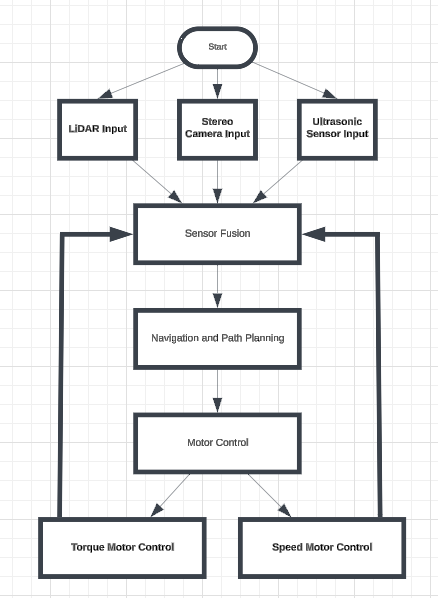 Start
LiDAR Input
Stereo
Camera Input
Ultrasonic
Sensor Input
Sensor Fusion
Navigation and Path Planning
Motor Control
Torque Motor Control
Speed Motor Control